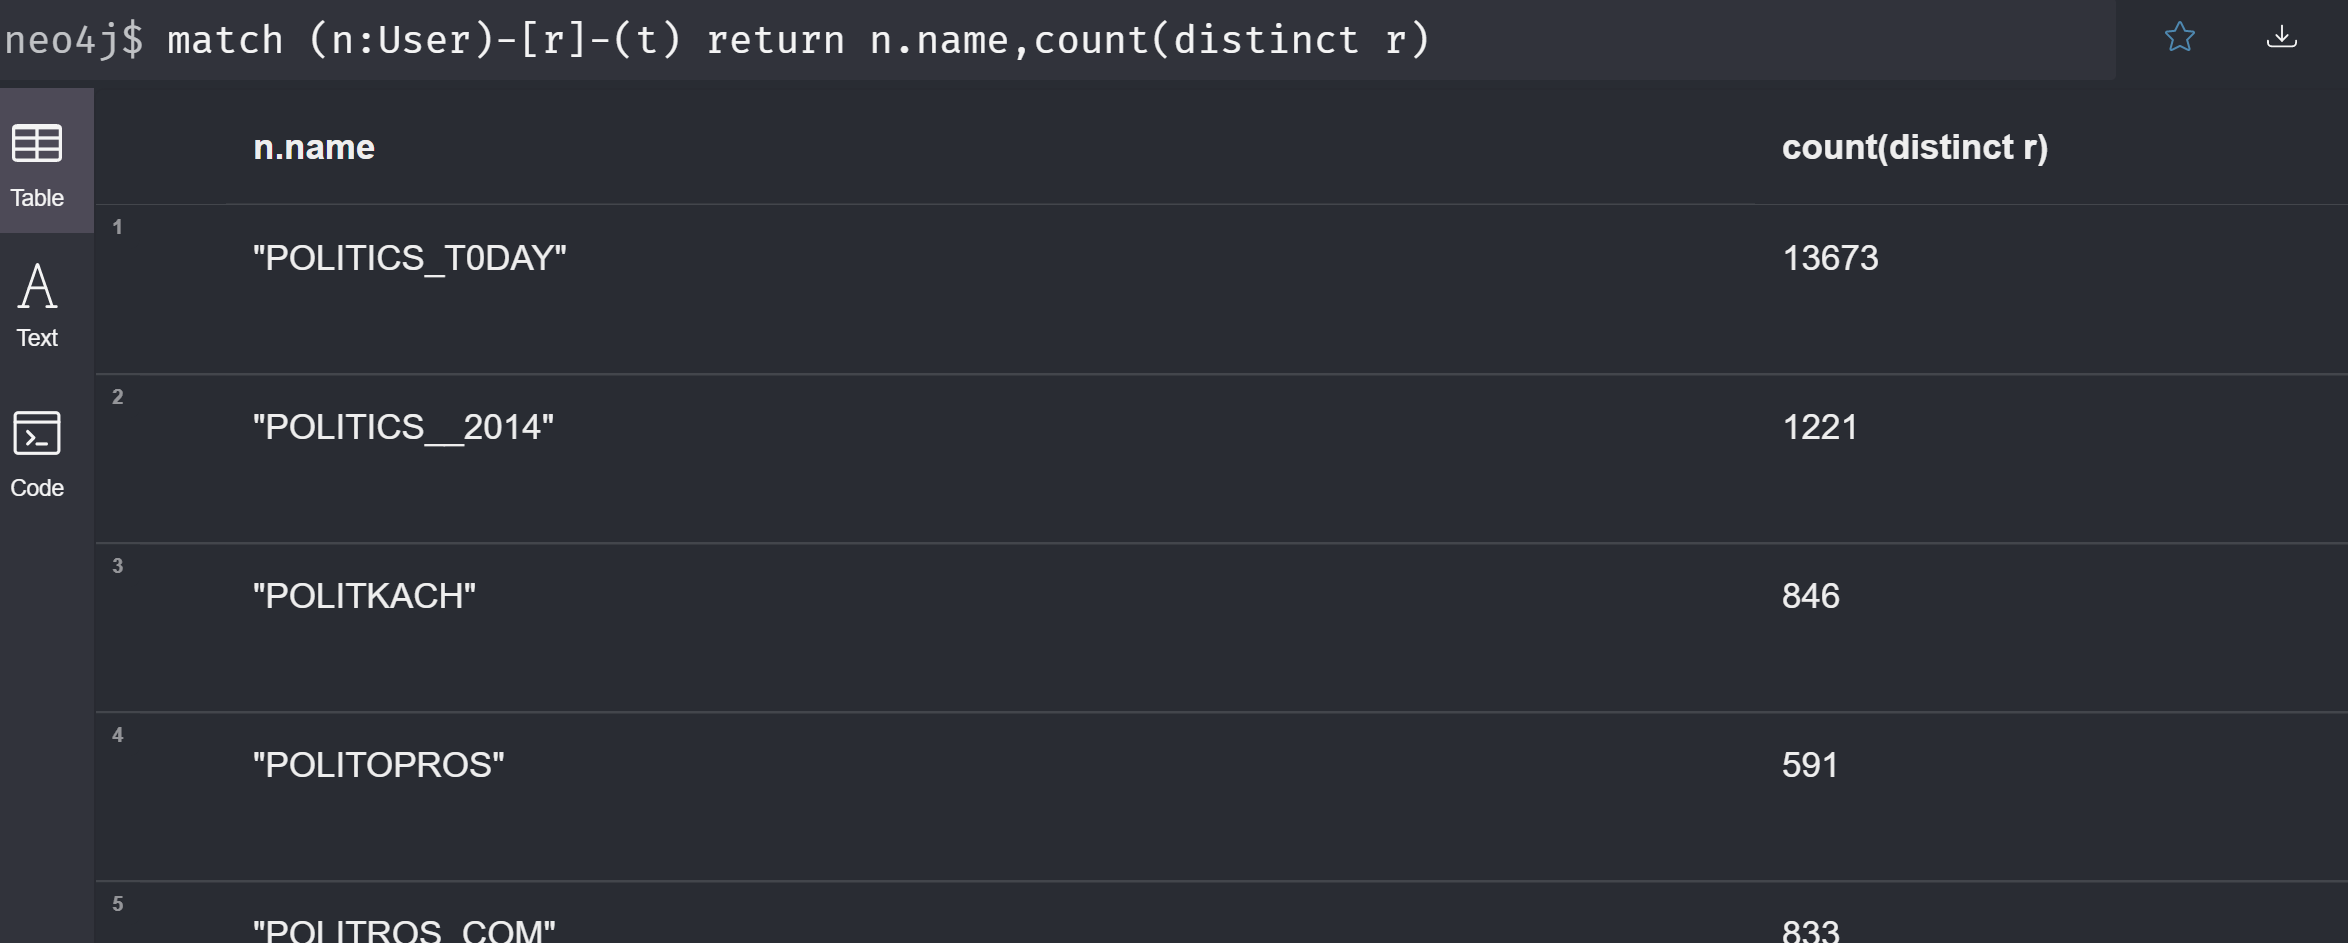 neo4j$ match (n:User)-[r]-(t) return n.name,count(distinct r)
n.name count(distinct r)
Table
1 "POLITICS_T0DAY" 13673
Text
2 "POLITICS__2014" 1221
Code
3 "POLITKACH" 846
4 "POLITOPROS" 591
5 "POLITROS_COM" 833